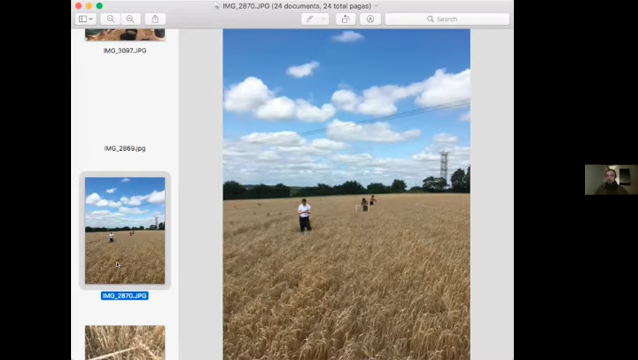 IMG_2870.JPG (24 documents, 24 total pages)
Search
IMG_3097.JPG
IMG_2869.jpg
IMG_2870.JPG